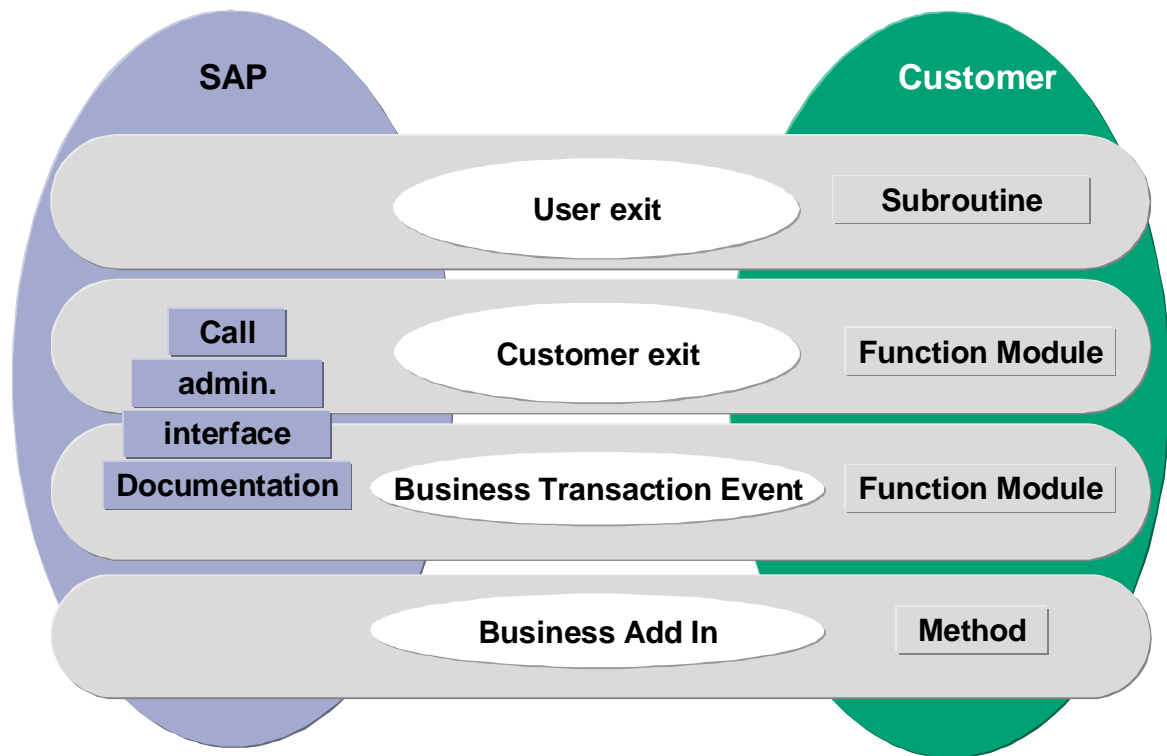 SAP
Customer
User exit
Subroutine
Call
admin.
interface
Documentation
Customer exit
Function Module
Business Transaction Event
Function Module
Business Add In
Method